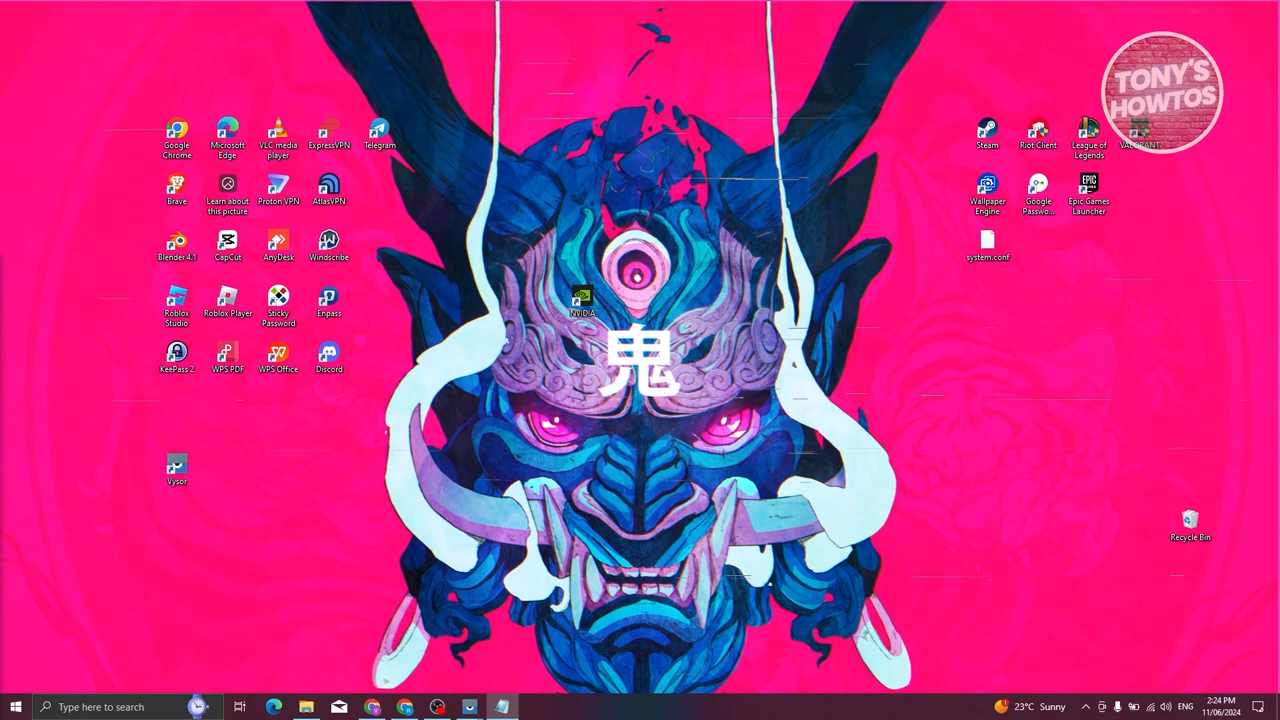 TONY'S
HOWTOS
Google
Chrome
Microsoft
Edge
VLC media
player
ExpressVPN
Telegram
Steam
Riot Client
League of
Legends
Brave
Learn about
this picture
Proton VPN
AtlasVPN
Wallpaper
Engine
Google
Passwo...
EPIC
GAMES
Epic Games
Launcher
Blender 4.1
CapCut
AnyDesk
Windscribe
system.conf
Roblox
Studio
Roblox Player
Sticky
Password
Enpass
NVIDIA
鬼
KeePass 2
WPS PDF
WPS Office
Discord
Vysor
Recycle Bin
Type here to search
23°C Sunny
ENG
2:24 PM
11/06/2024